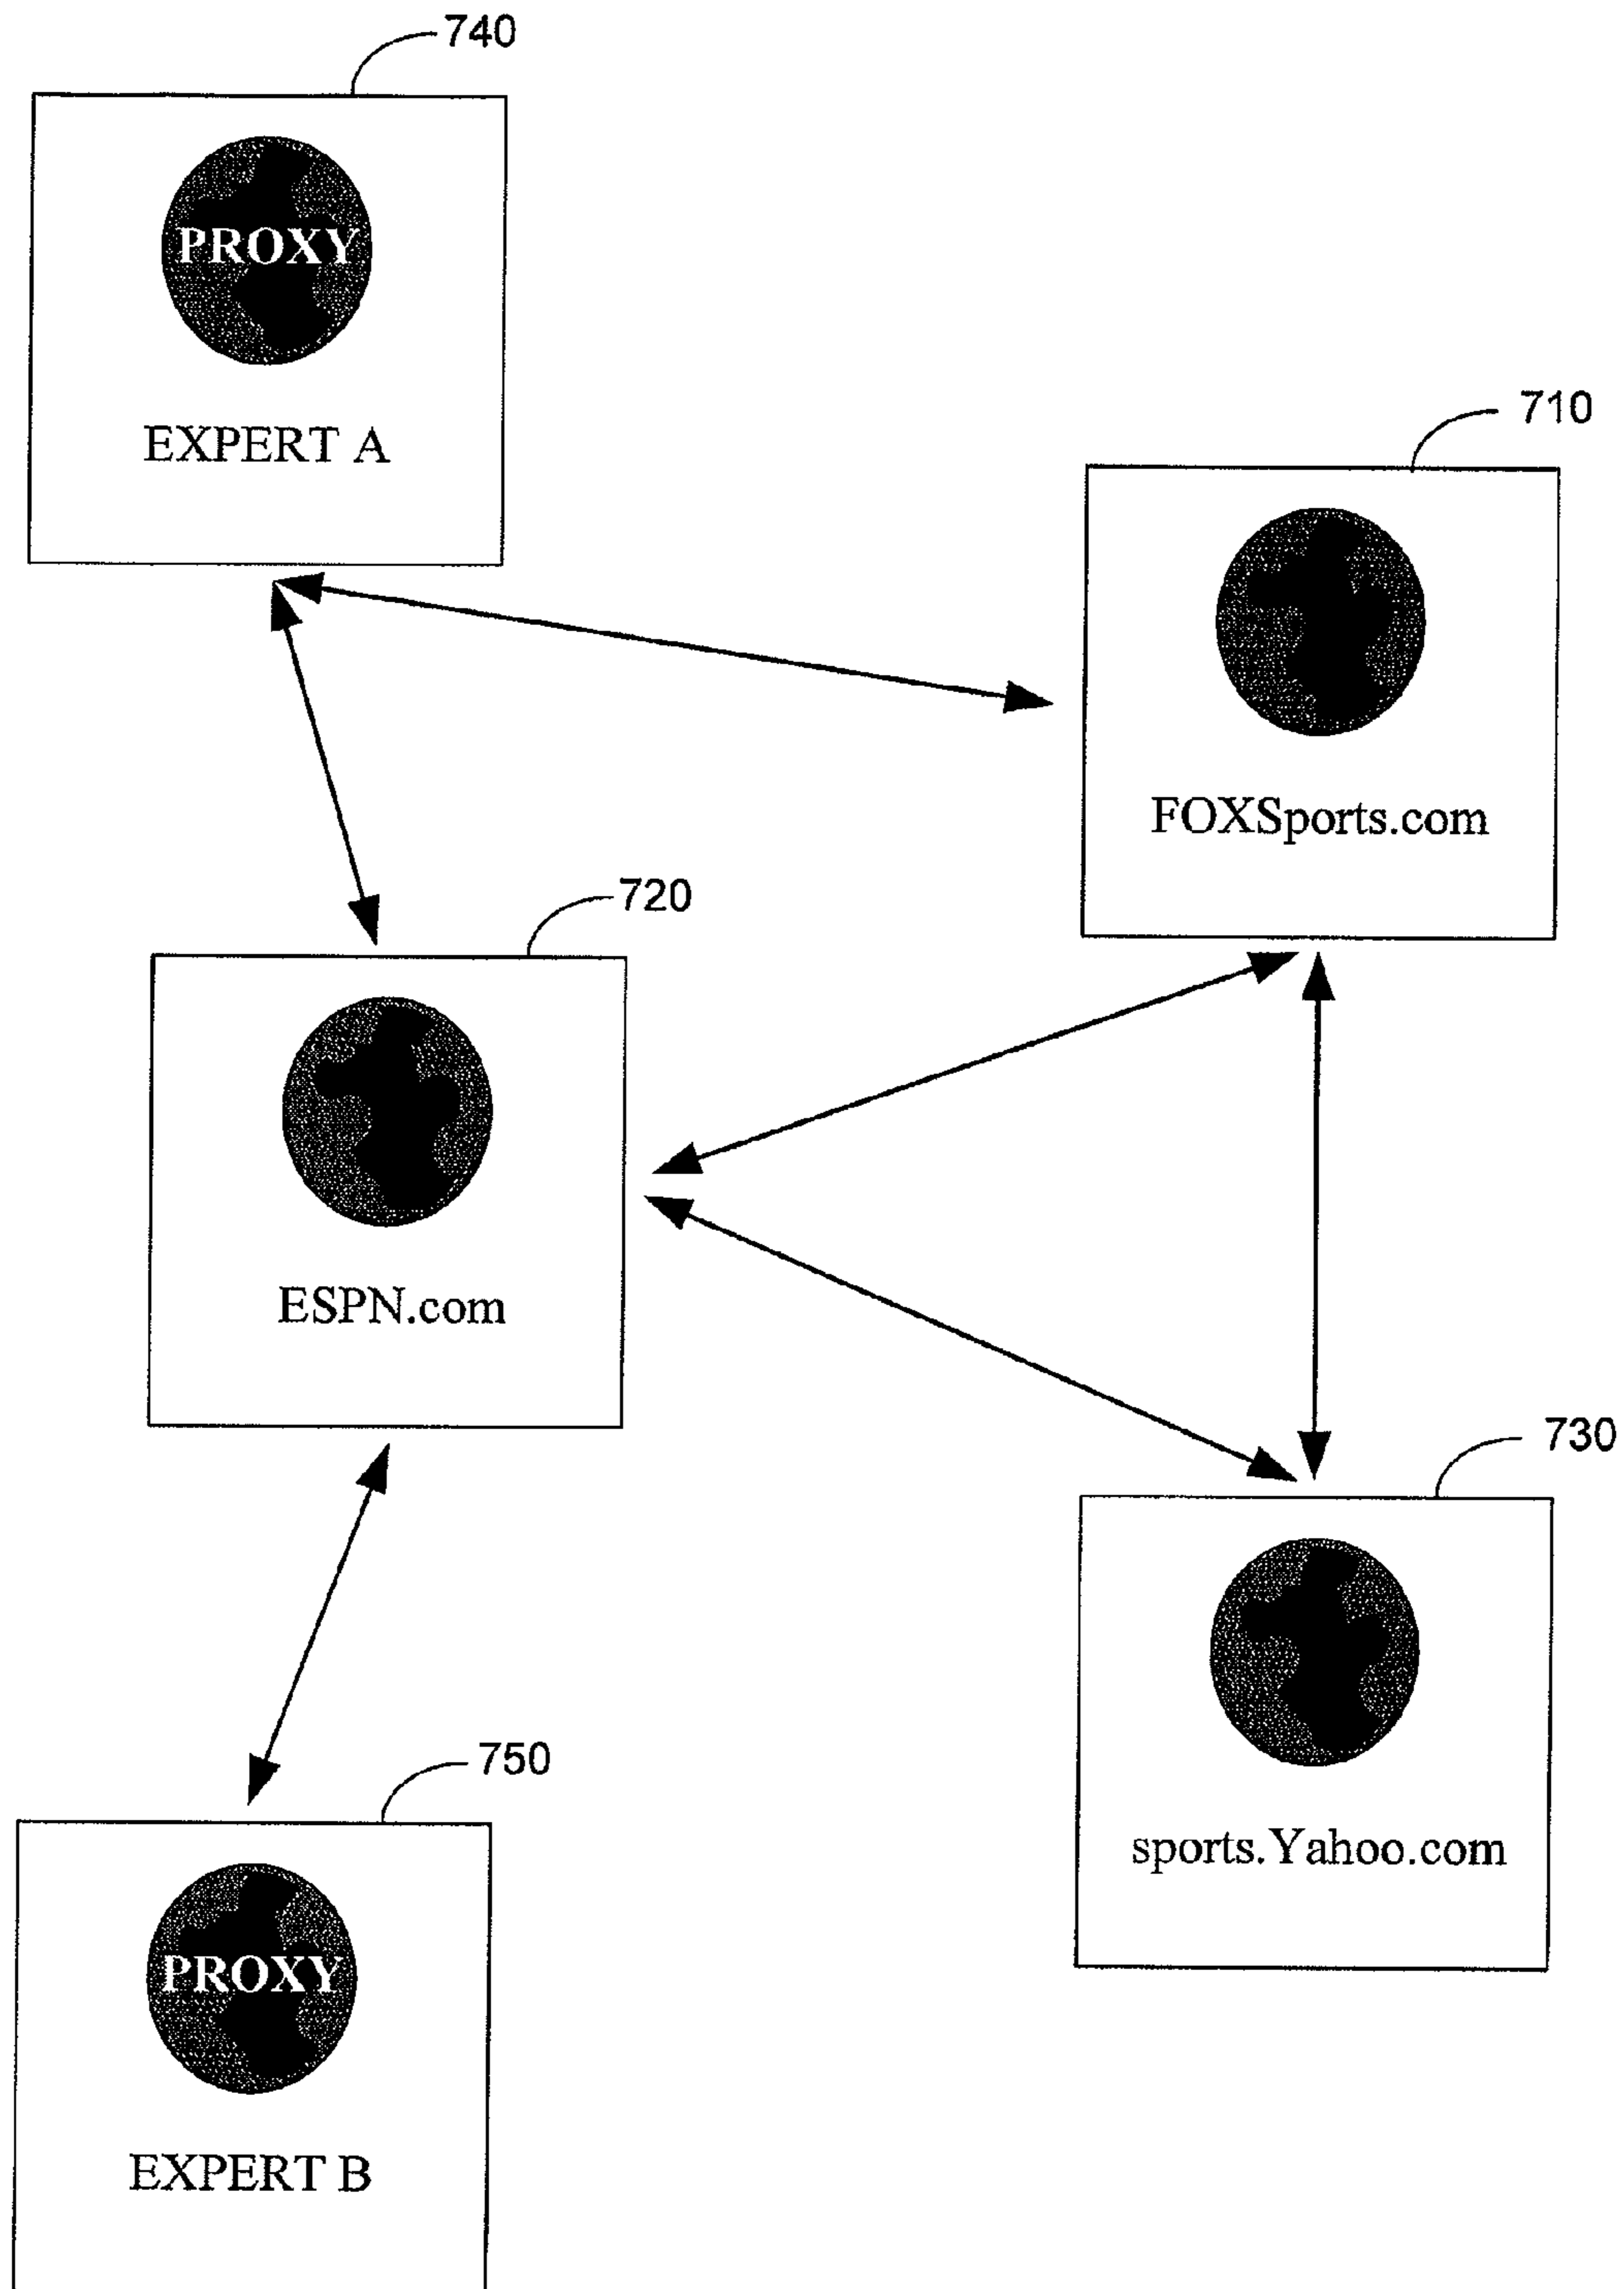 740
PROXY
EXPERT A
710
FOXSports.com
720
ESPN.com
730
sports.Yahoo.com
750
PROXY
EXPERT B